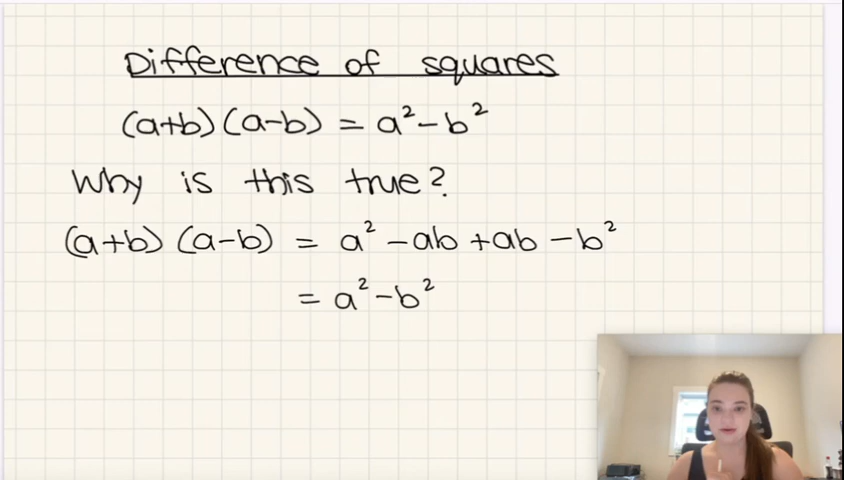 Difference of squares
(a+b)(a-b) = a² - b²
Why is this true?
(a+b)(a-b) = a² - ab + ab - b²
= a² - b²